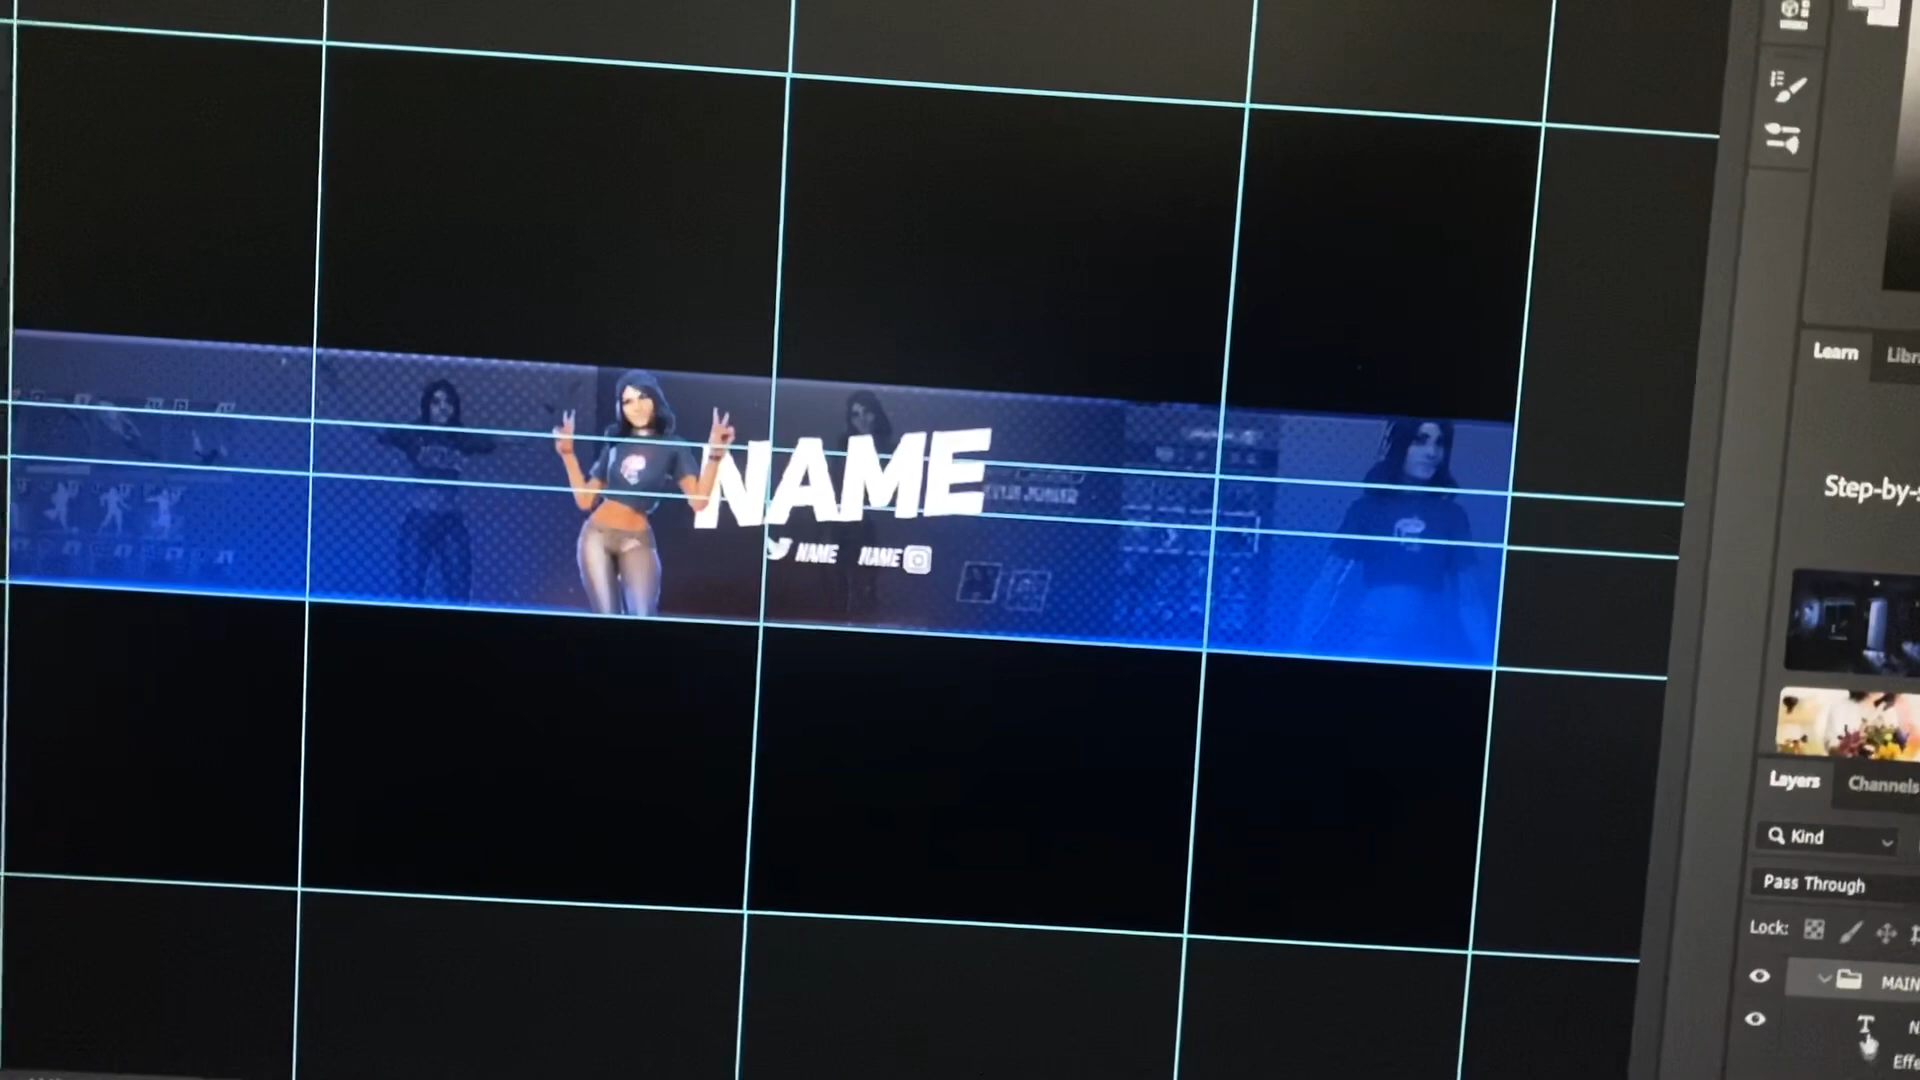 Learn
Step-by-
NAME
NAME NAME
Layers Channels
Kind
Pass Through
Lock:
MAIN
T N